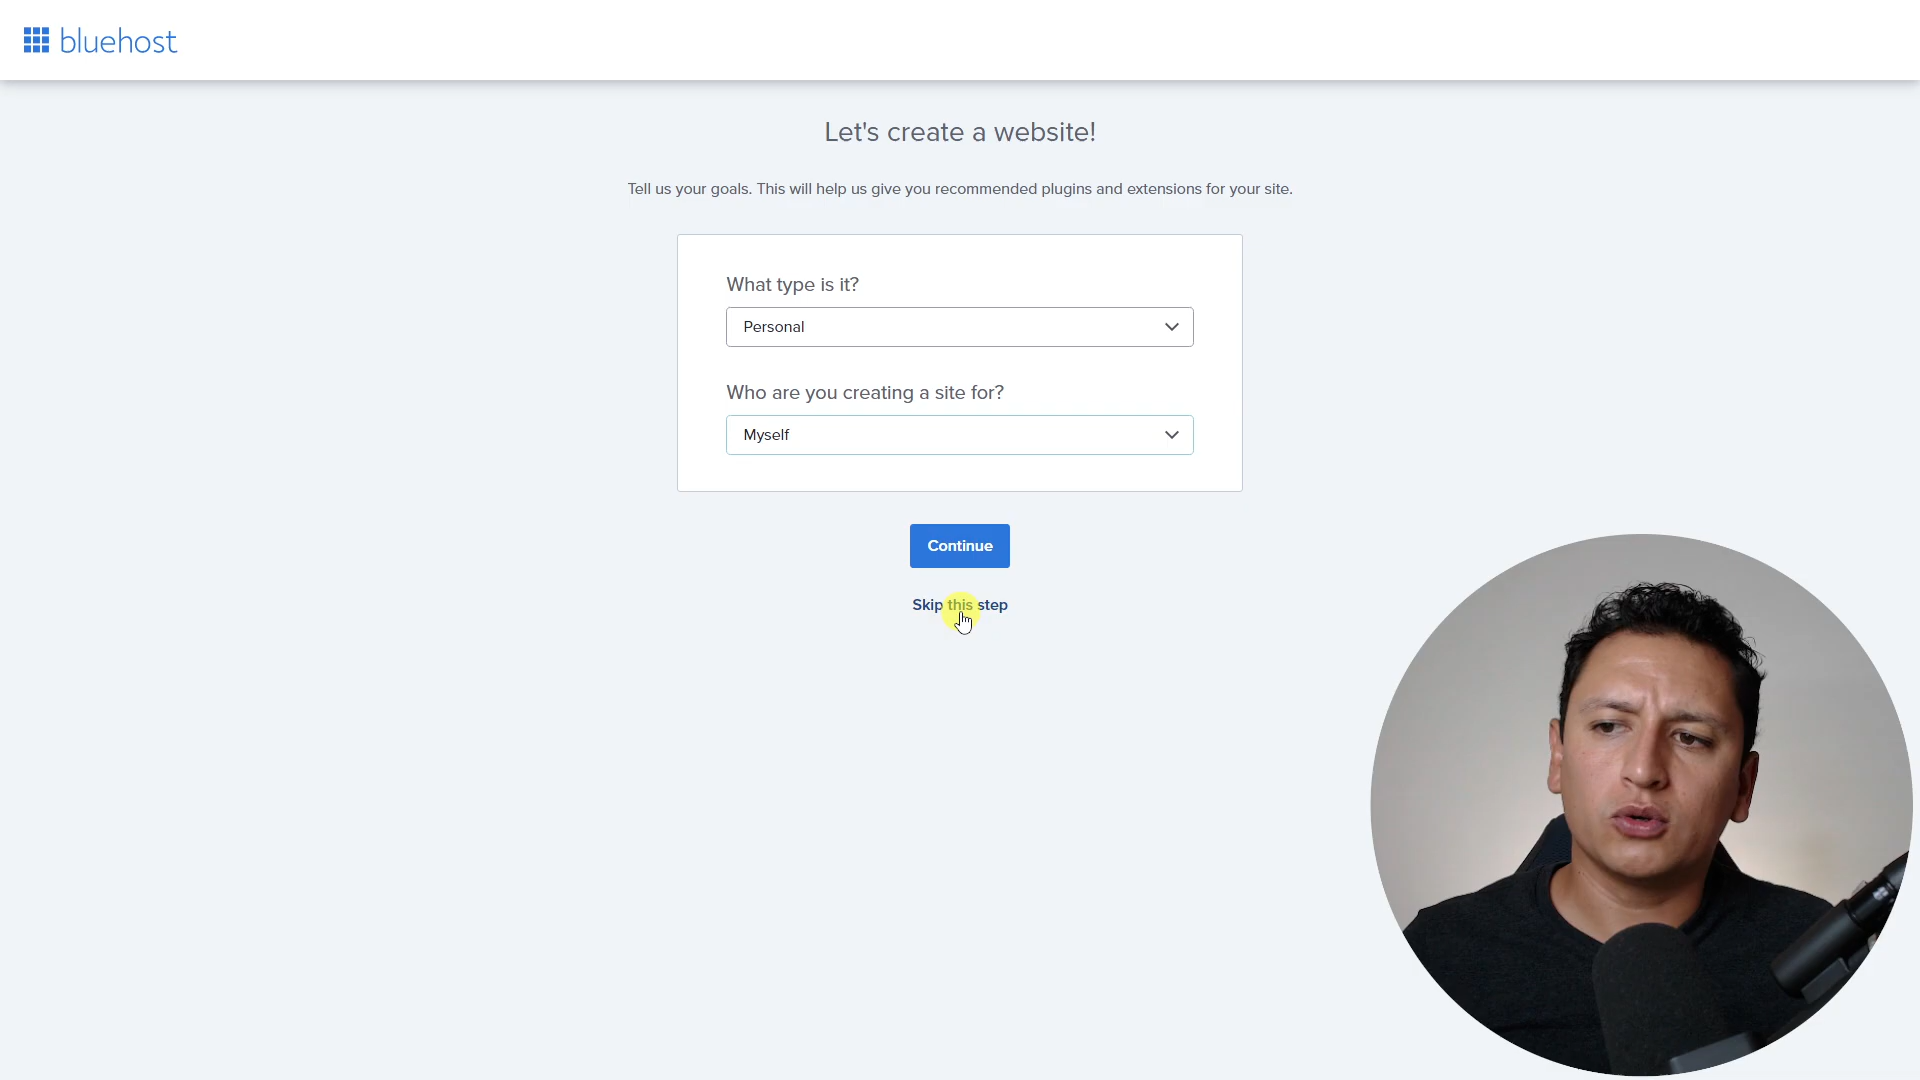 bluehost
Let's create a website!
Tell us your goals. This will help us give you recommended plugins and extensions for your site.
What type is it?
Personal
Who are you creating a site for?
Myself
Continue
Skip this step